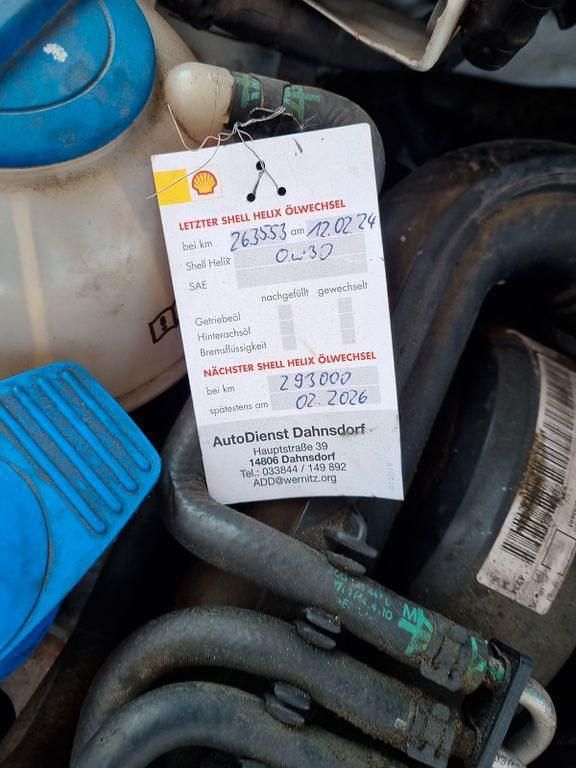 LETZTER SHELL HELIX ÖLWECHSEL
bei km 263553 am 12.02.24
Shell Helix 0w30
SAE
nachgefüllt gewechselt
Getriebeöl
Hinterachsöl
Bremsflüssigkeit
NÄCHSTER SHELL HELIX ÖLWECHSEL
bei km 293000
spätestens am 02.2026
AutoDienst Dahnsdorf
Hauptstraße 39
14806 Dahnsdorf
Tel.: 033844 / 149 892
ADD@wernitz.org